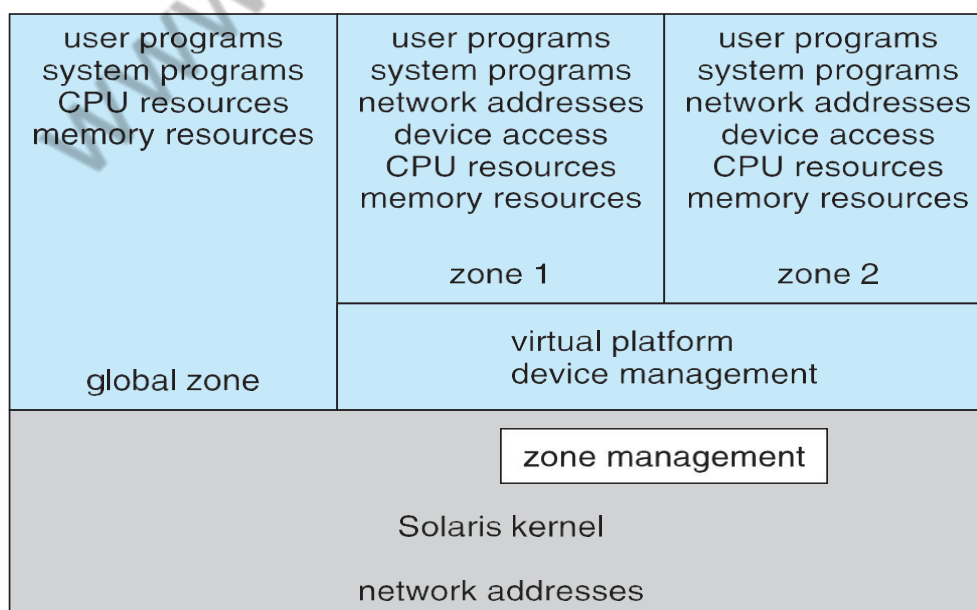 user programs
system programs
CPU resources
memory resources
global zone
user programs
system programs
network addresses
device access
CPU resources
memory resources
zone 1
user programs
system programs
network addresses
device access
CPU resources
memory resources
zone 2
virtual platform
device management
zone management
Solaris kernel
network addresses